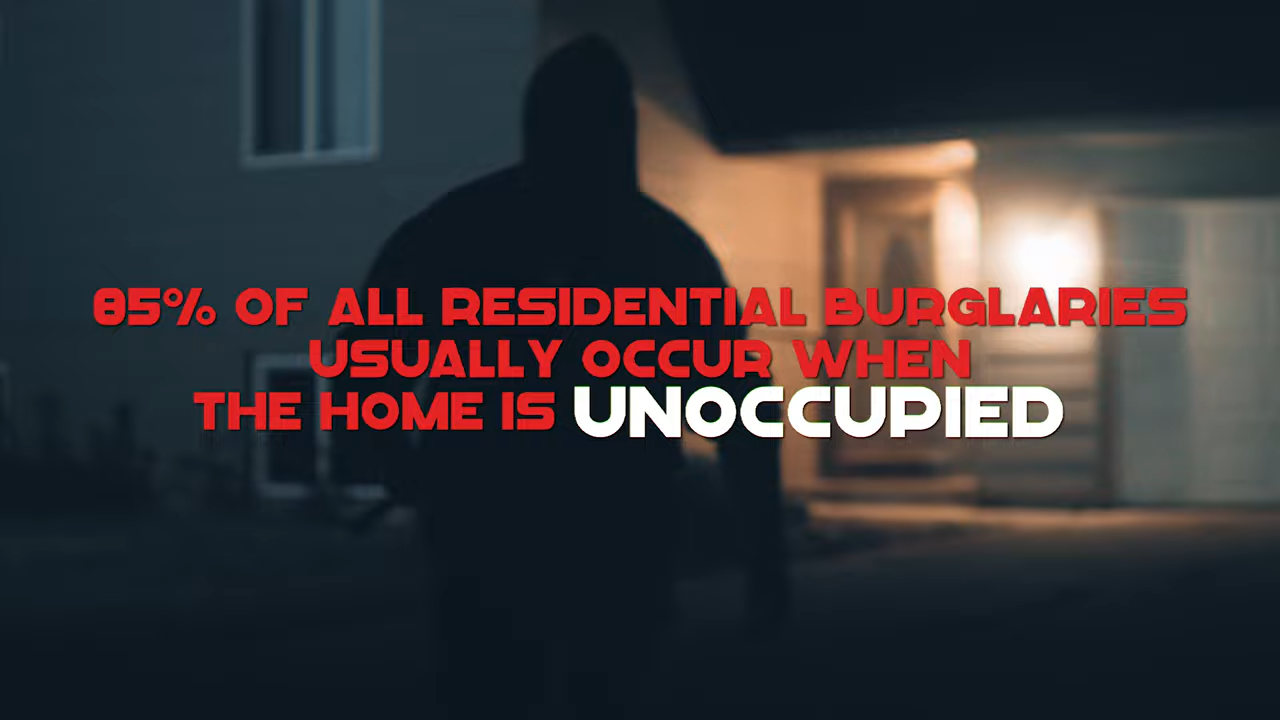 85% OF ALL RESIDENTIAL BURGLARIES
USUALLY OCCUR WHEN
THE HOME IS UNOCCUPIED